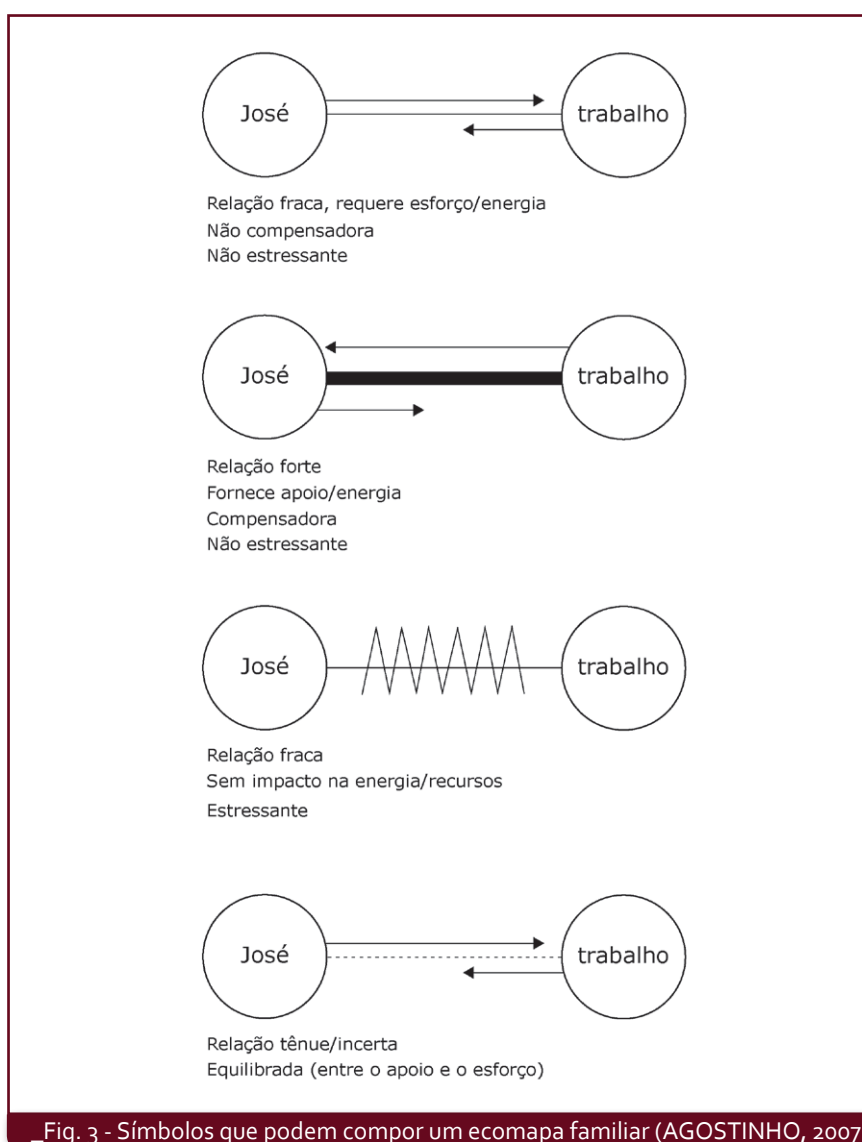 José trabalho
Relação fraca, requere esforço/energia
Não compensadora
Não estressante
José trabalho
Relação forte
Fornece apoio/energia
Compensadora
Não estressante
José trabalho
Relação fraca
Sem impacto na energia/recursos
Estressante
José trabalho
Relação tênue/incerta
Equilibrada (entre o apoio e o esforço)
_Fig. 3 - Símbolos que podem compor um ecomapa familiar (AGOSTINHO, 2007